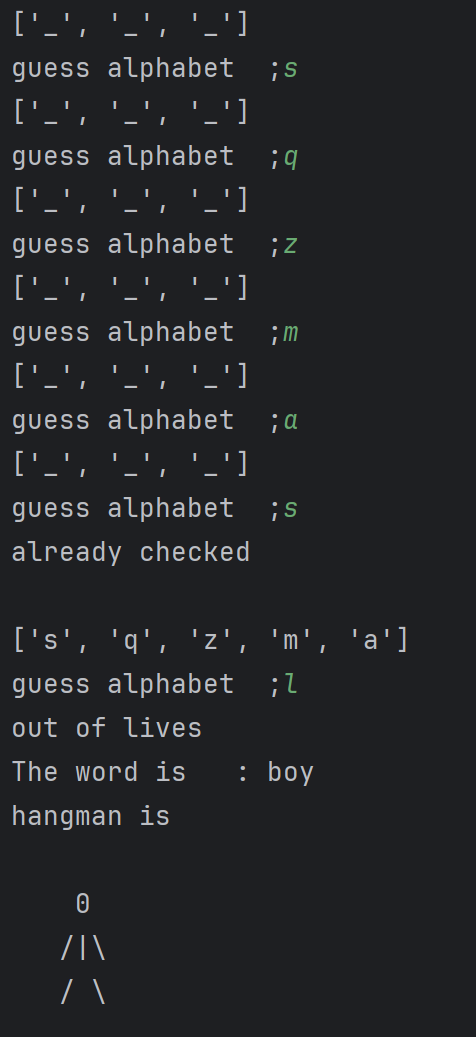 ['_', '_', '_']
guess alphabet  ;s
['_', '_', '_']
guess alphabet  ;q
['_', '_', '_']
guess alphabet  ;z
['_', '_', '_']
guess alphabet  ;m
['_', '_', '_']
guess alphabet  ;a
['_', '_', '_']
guess alphabet  ;s
already checked

['s', 'q', 'z', 'm', 'a']
guess alphabet  ;l
out of lives
The word is   : boy
hangman is

    0
   /|\
   / \